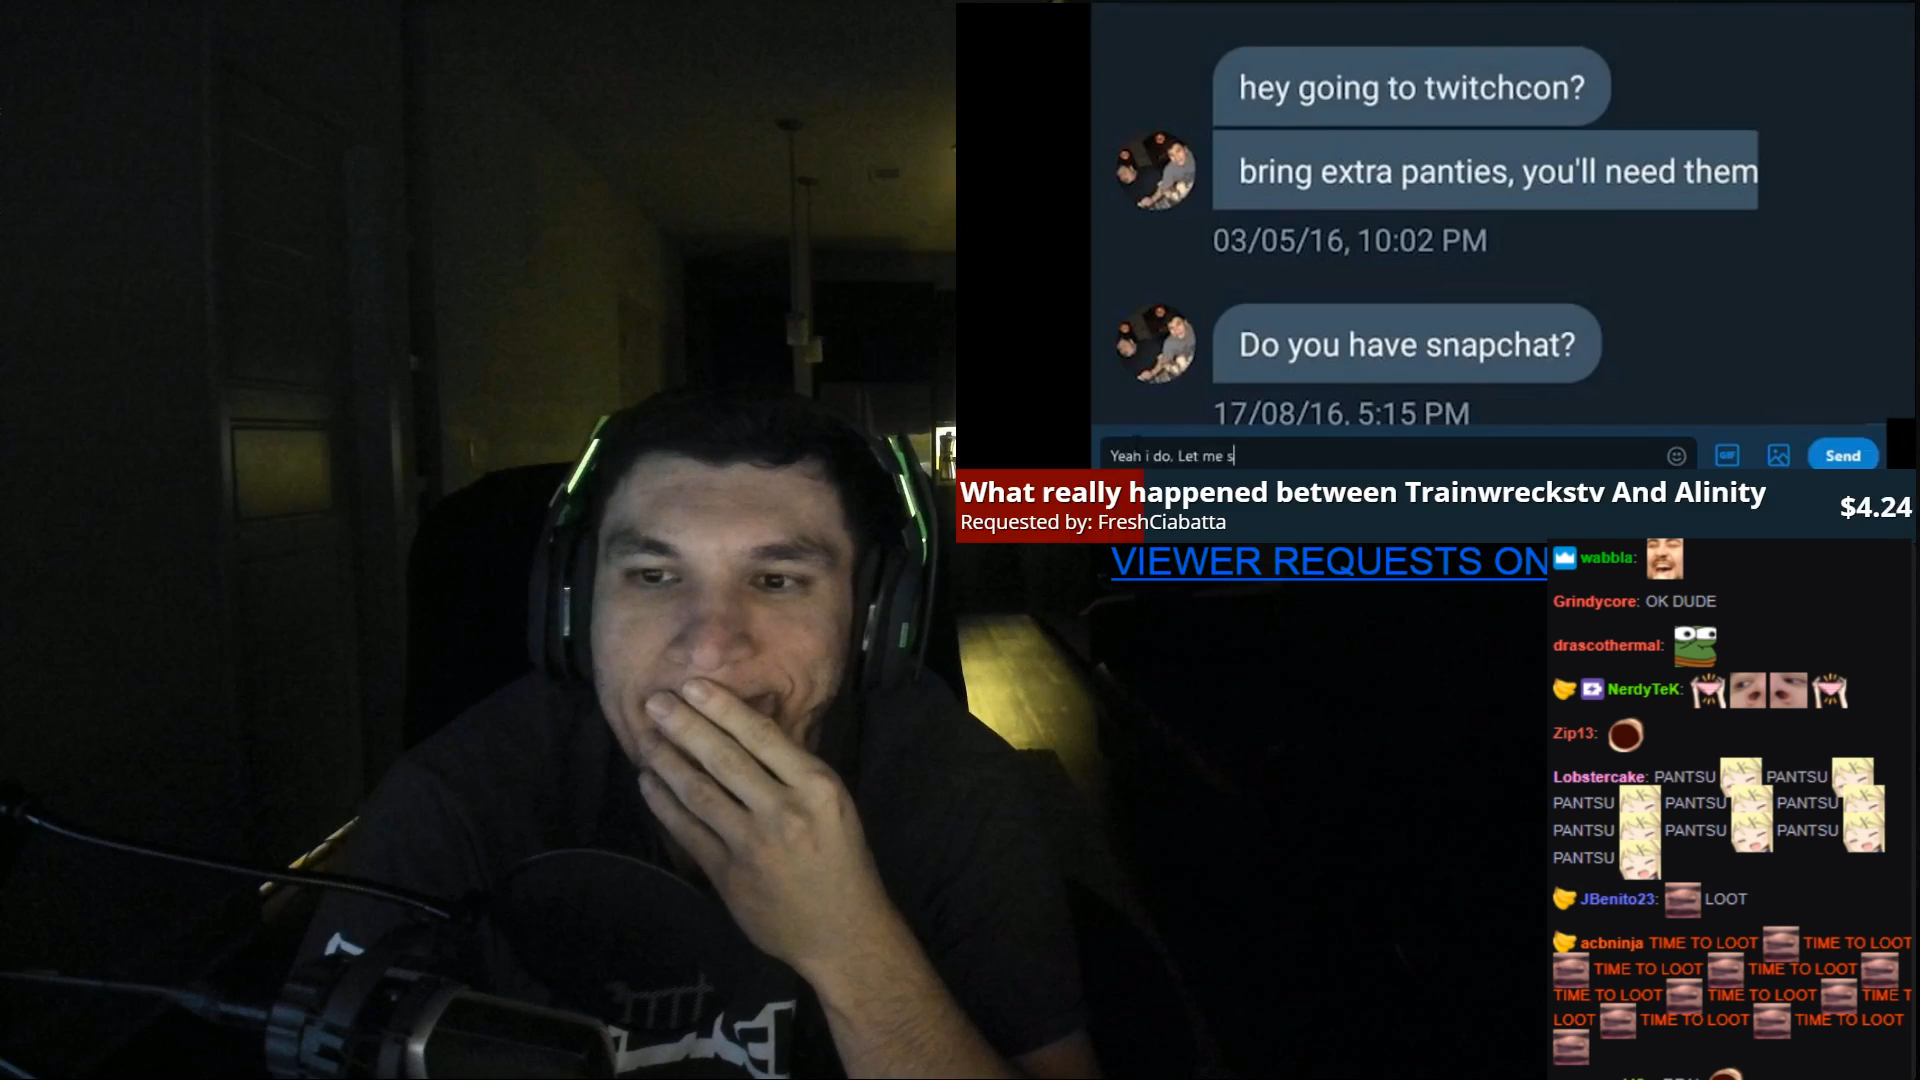 hey going to twitchcon?
bring extra panties, you'll need them
03/05/16, 10:02 PM
Do you have snapchat?
17/08/16, 5:15 PM
Yeah i do, Let me s
GIF
Send
What really happened between Trainwreckstv And Alinity
Requested by: FreshCiabatta
$4.24
VIEWER REQUESTS ON
wabbla:
Grindycore: OK DUDE
drascothermal:
NerdyTeK:
Zip13:
Lobstercake: PANTSU PANTSU
PANTSU PANTSU PANTSU
PANTSU PANTSU PANTSU
PANTSU
JBenito23: LOOT
acbninja TIME TO LOOT TIME TO LOOT
TIME TO LOOT TIME TO LOOT
TIME TO LOOT TIME TO LOOT TIME T
LOOT TIME TO LOOT TIME TO LOOT